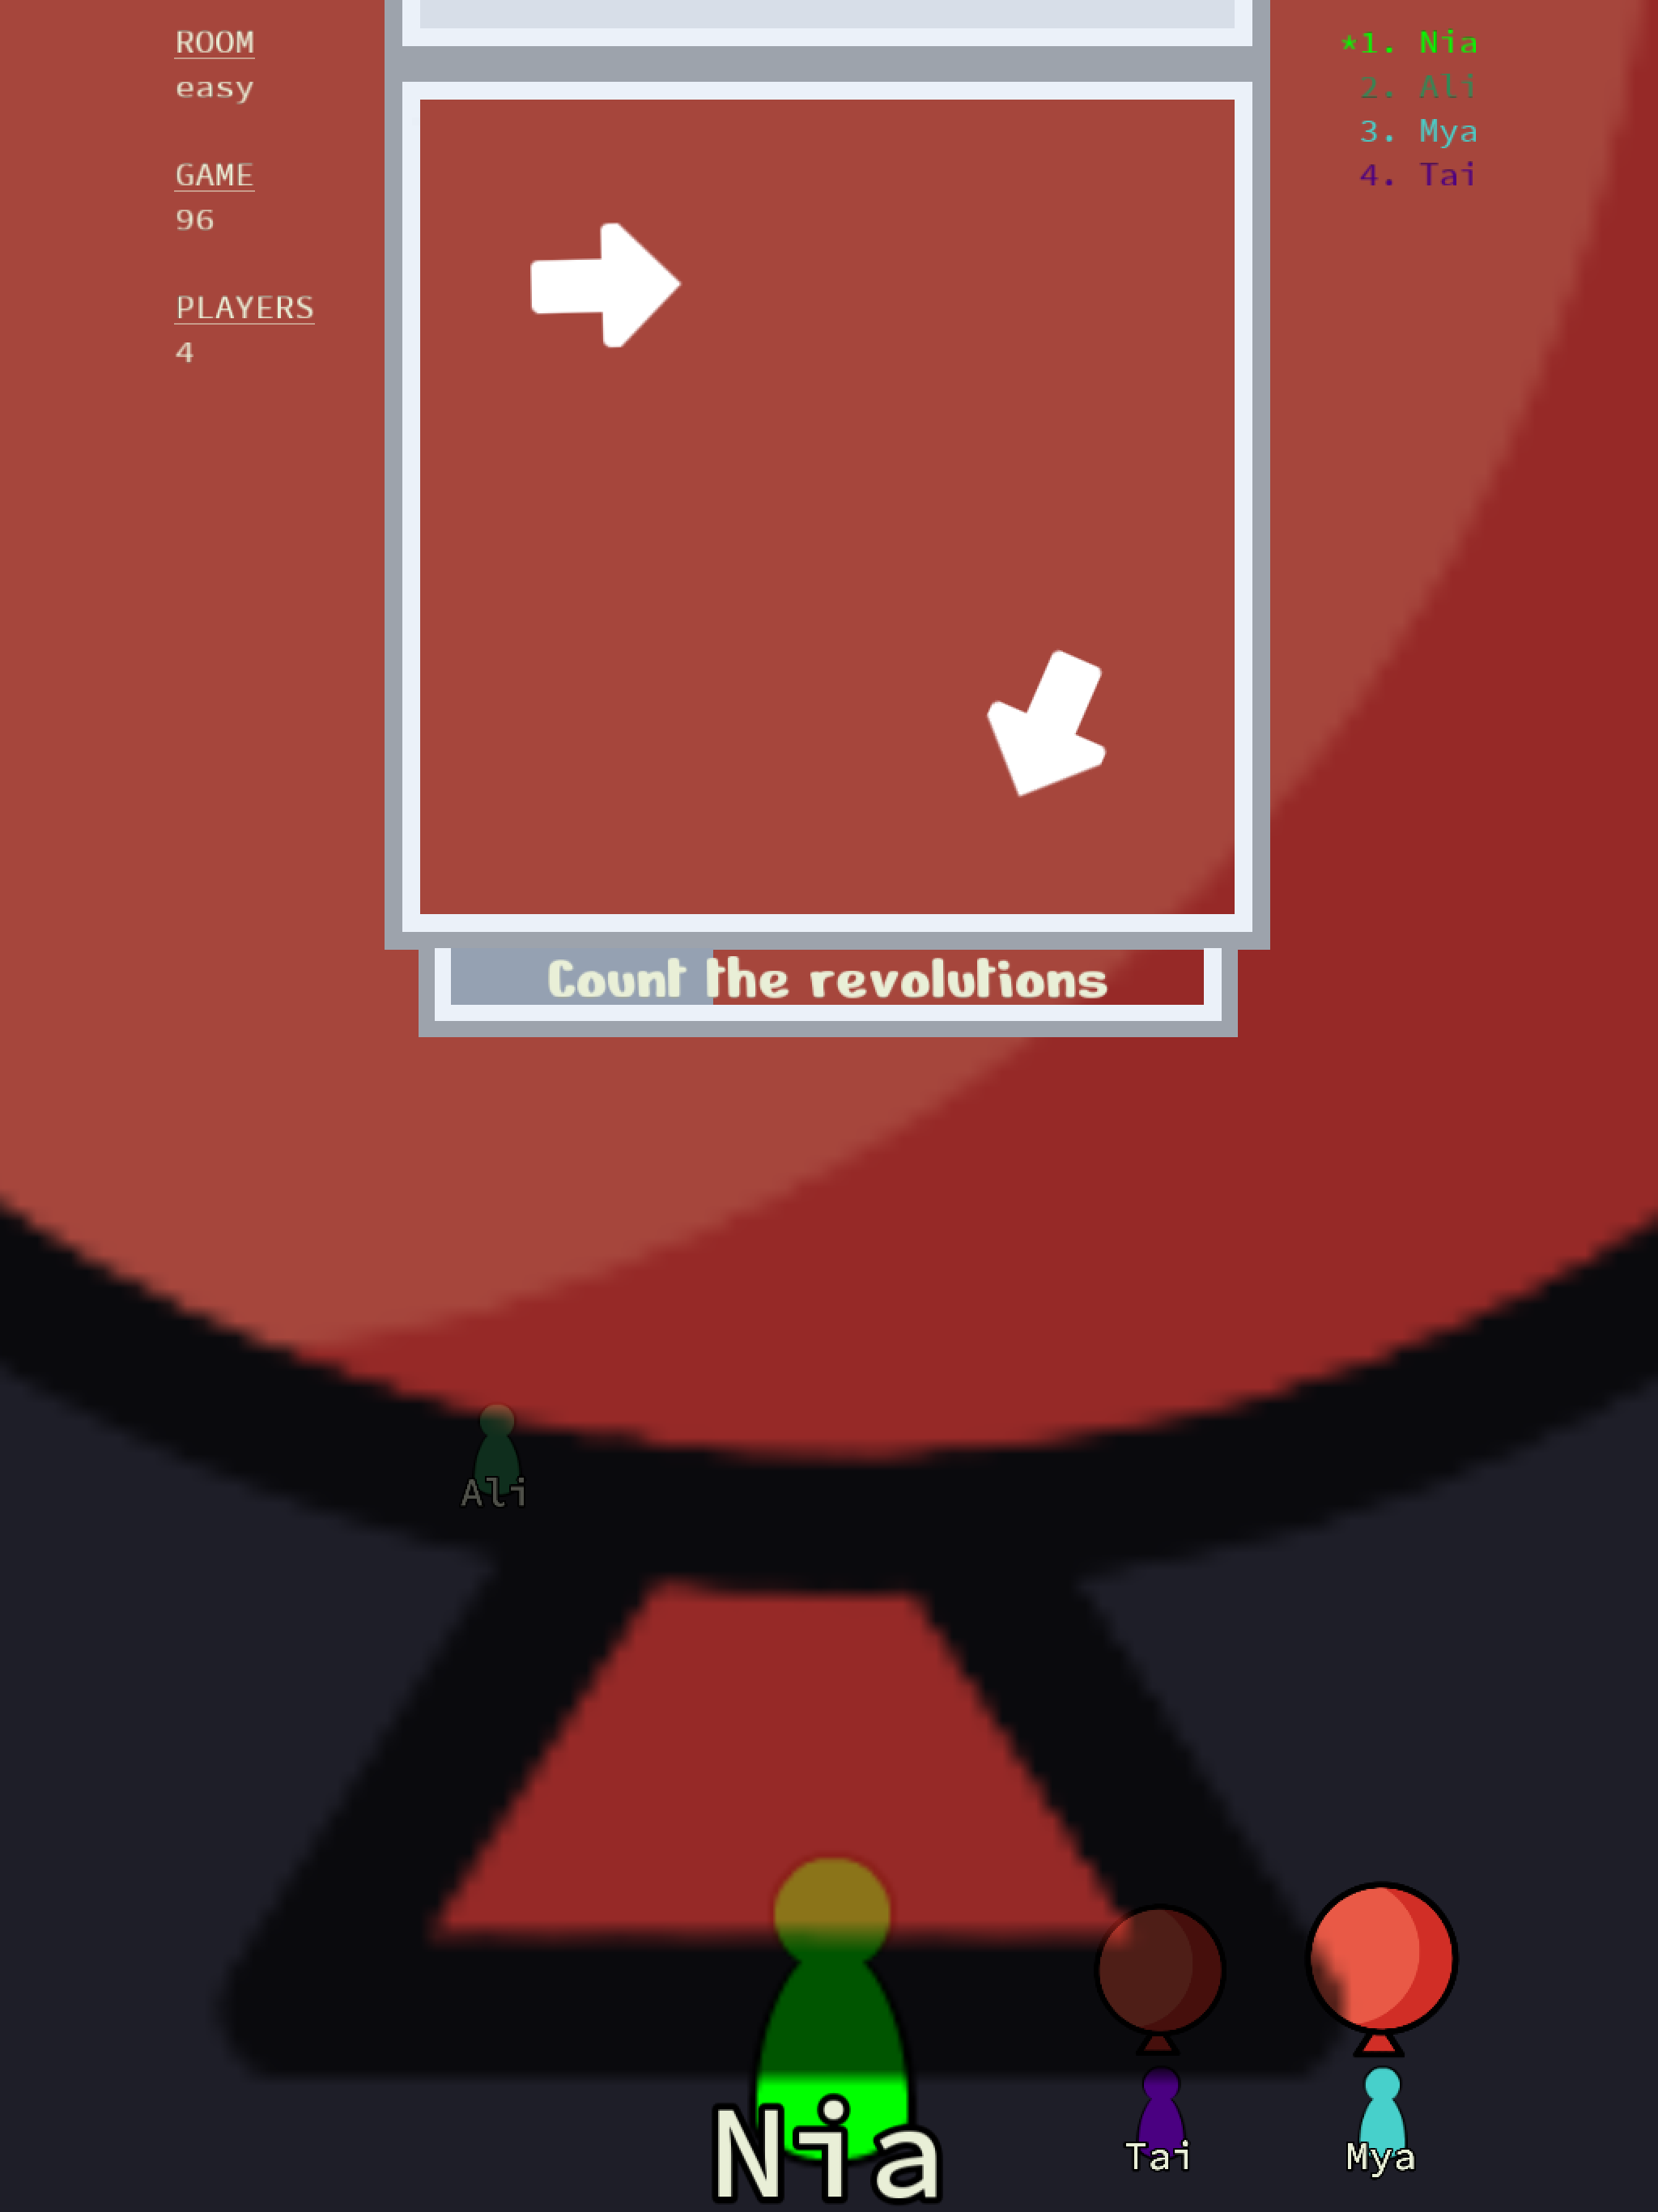 ROOM
easy
GAME
96
PLAYERS
4
*1. Nia
2. Ali
3. Mya
4. Tai
Count the revolutions
Ali
Nia
Tai
Mya